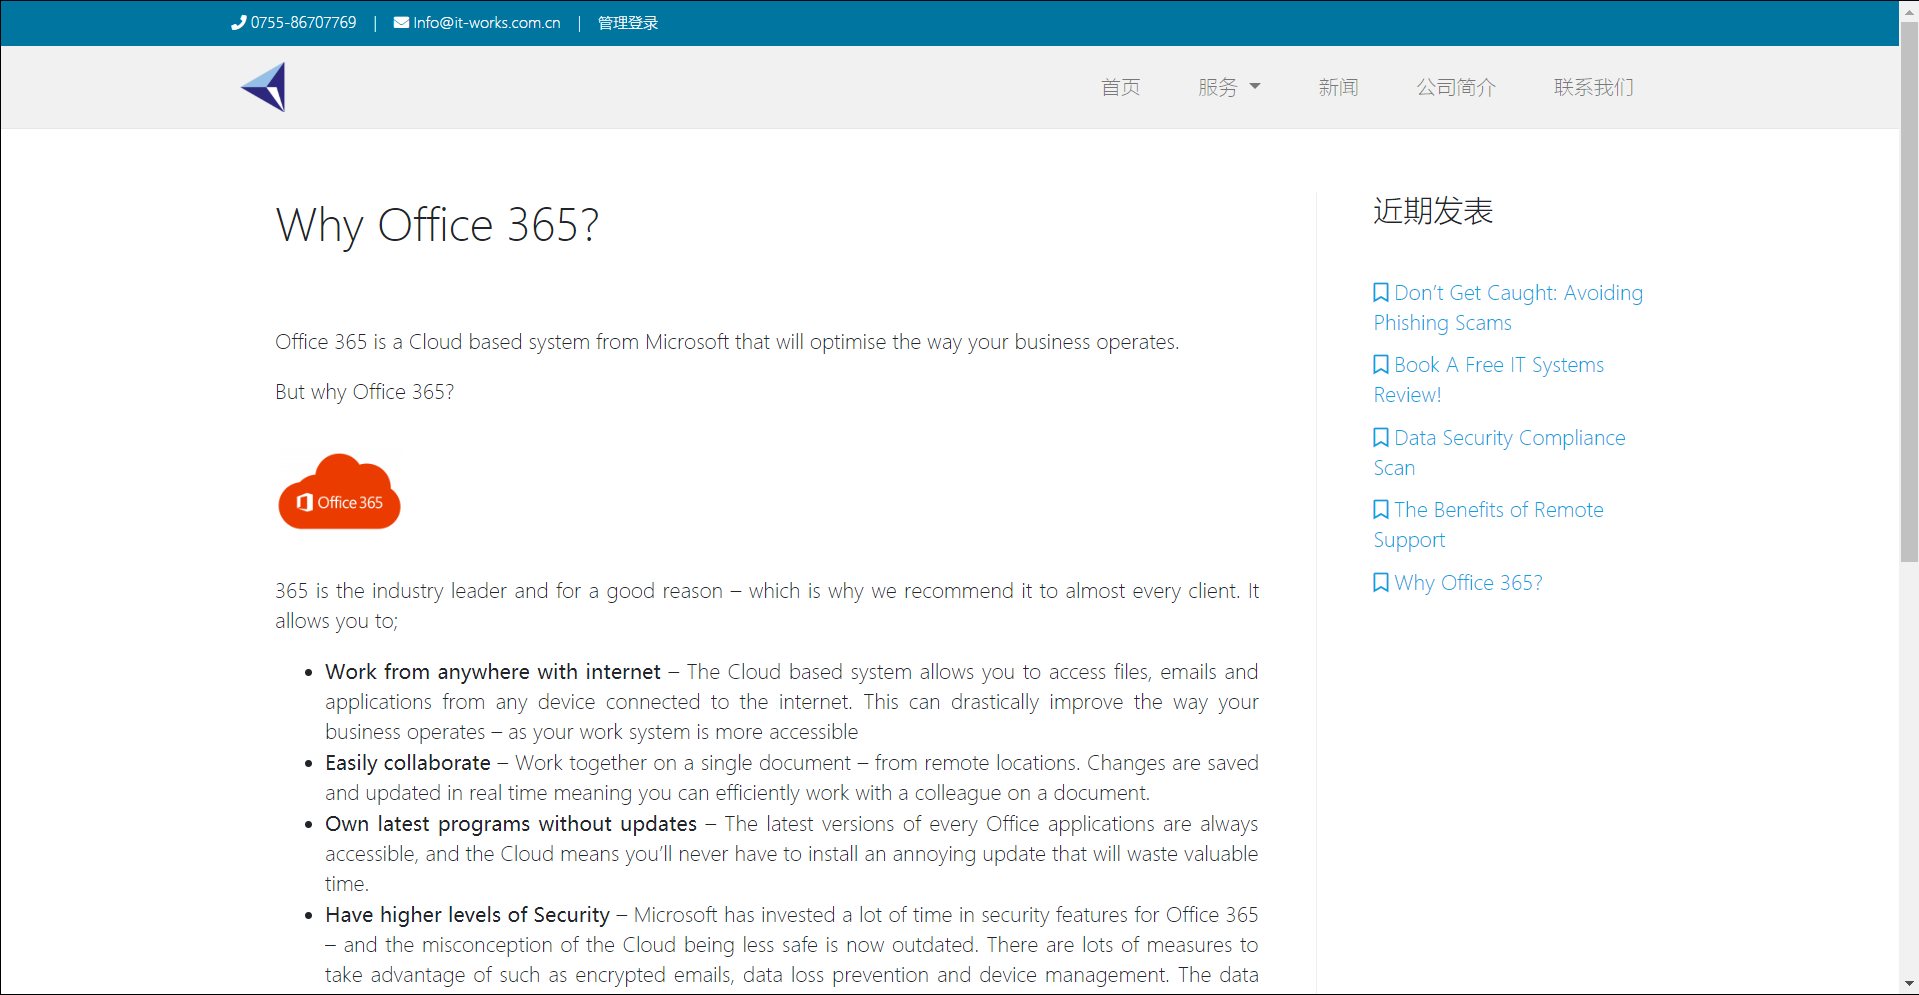 0755-86707769 | Info@it-works.com.cn | 管理登录
首页 服务 新闻 公司简介 联系我们
Why Office 365?
Office 365 is a Cloud based system from Microsoft that will optimise the way your business operates.
But why Office 365?
Office 365
365 is the industry leader and for a good reason – which is why we recommend it to almost every client. It
allows you to;
• Work from anywhere with internet – The Cloud based system allows you to access files, emails and
applications from any device connected to the internet. This can drastically improve the way your
business operates – as your work system is more accessible
• Easily collaborate – Work together on a single document – from remote locations. Changes are saved
and updated in real time meaning you can efficiently work with a colleague on a document.
• Own latest programs without updates – The latest versions of every Office applications are always
accessible, and the Cloud means you’ll never have to install an annoying update that will waste valuable
time.
• Have higher levels of Security – Microsoft has invested a lot of time in security features for Office 365
– and the misconception of the Cloud being less safe is now outdated. There are lots of measures to
take advantage of such as encrypted emails, data loss prevention and device management. The data
近期发表
Don’t Get Caught: Avoiding
Phishing Scams
Book A Free IT Systems
Review!
Data Security Compliance
Scan
The Benefits of Remote
Support
Why Office 365?